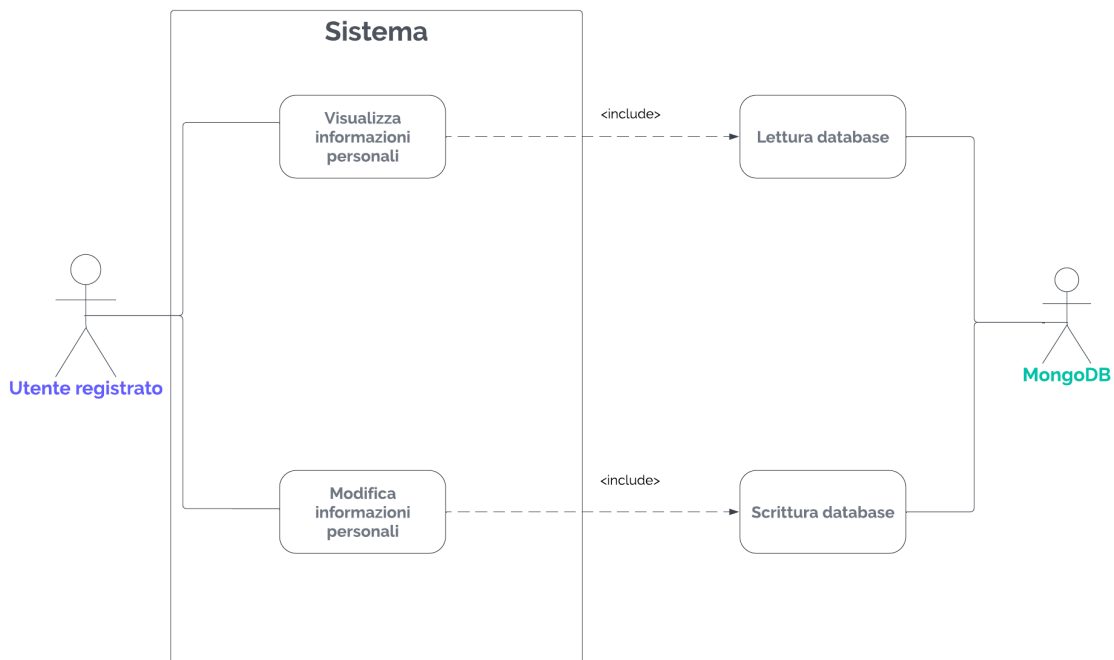 Sistema
Visualizza
informazioni
personali
<include>
Lettura database
Utente registrato
MongoDB
Modifica
informazioni
personali
<include>
Scrittura database